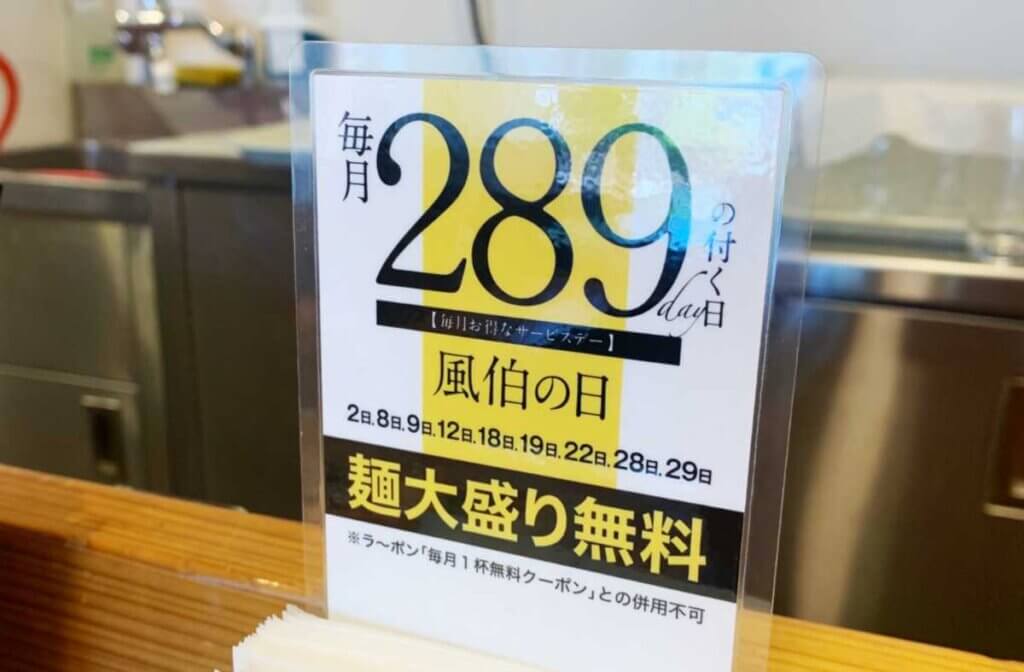 毎月
289
day
の付く日
【毎月お得なサービスデー】
風伯の日
2日.8日.9日.12日.18日.19日.22日.28日.29日
麺大盛り無料
※ラ〜ポン「毎月1杯無料クーポン」との併用不可